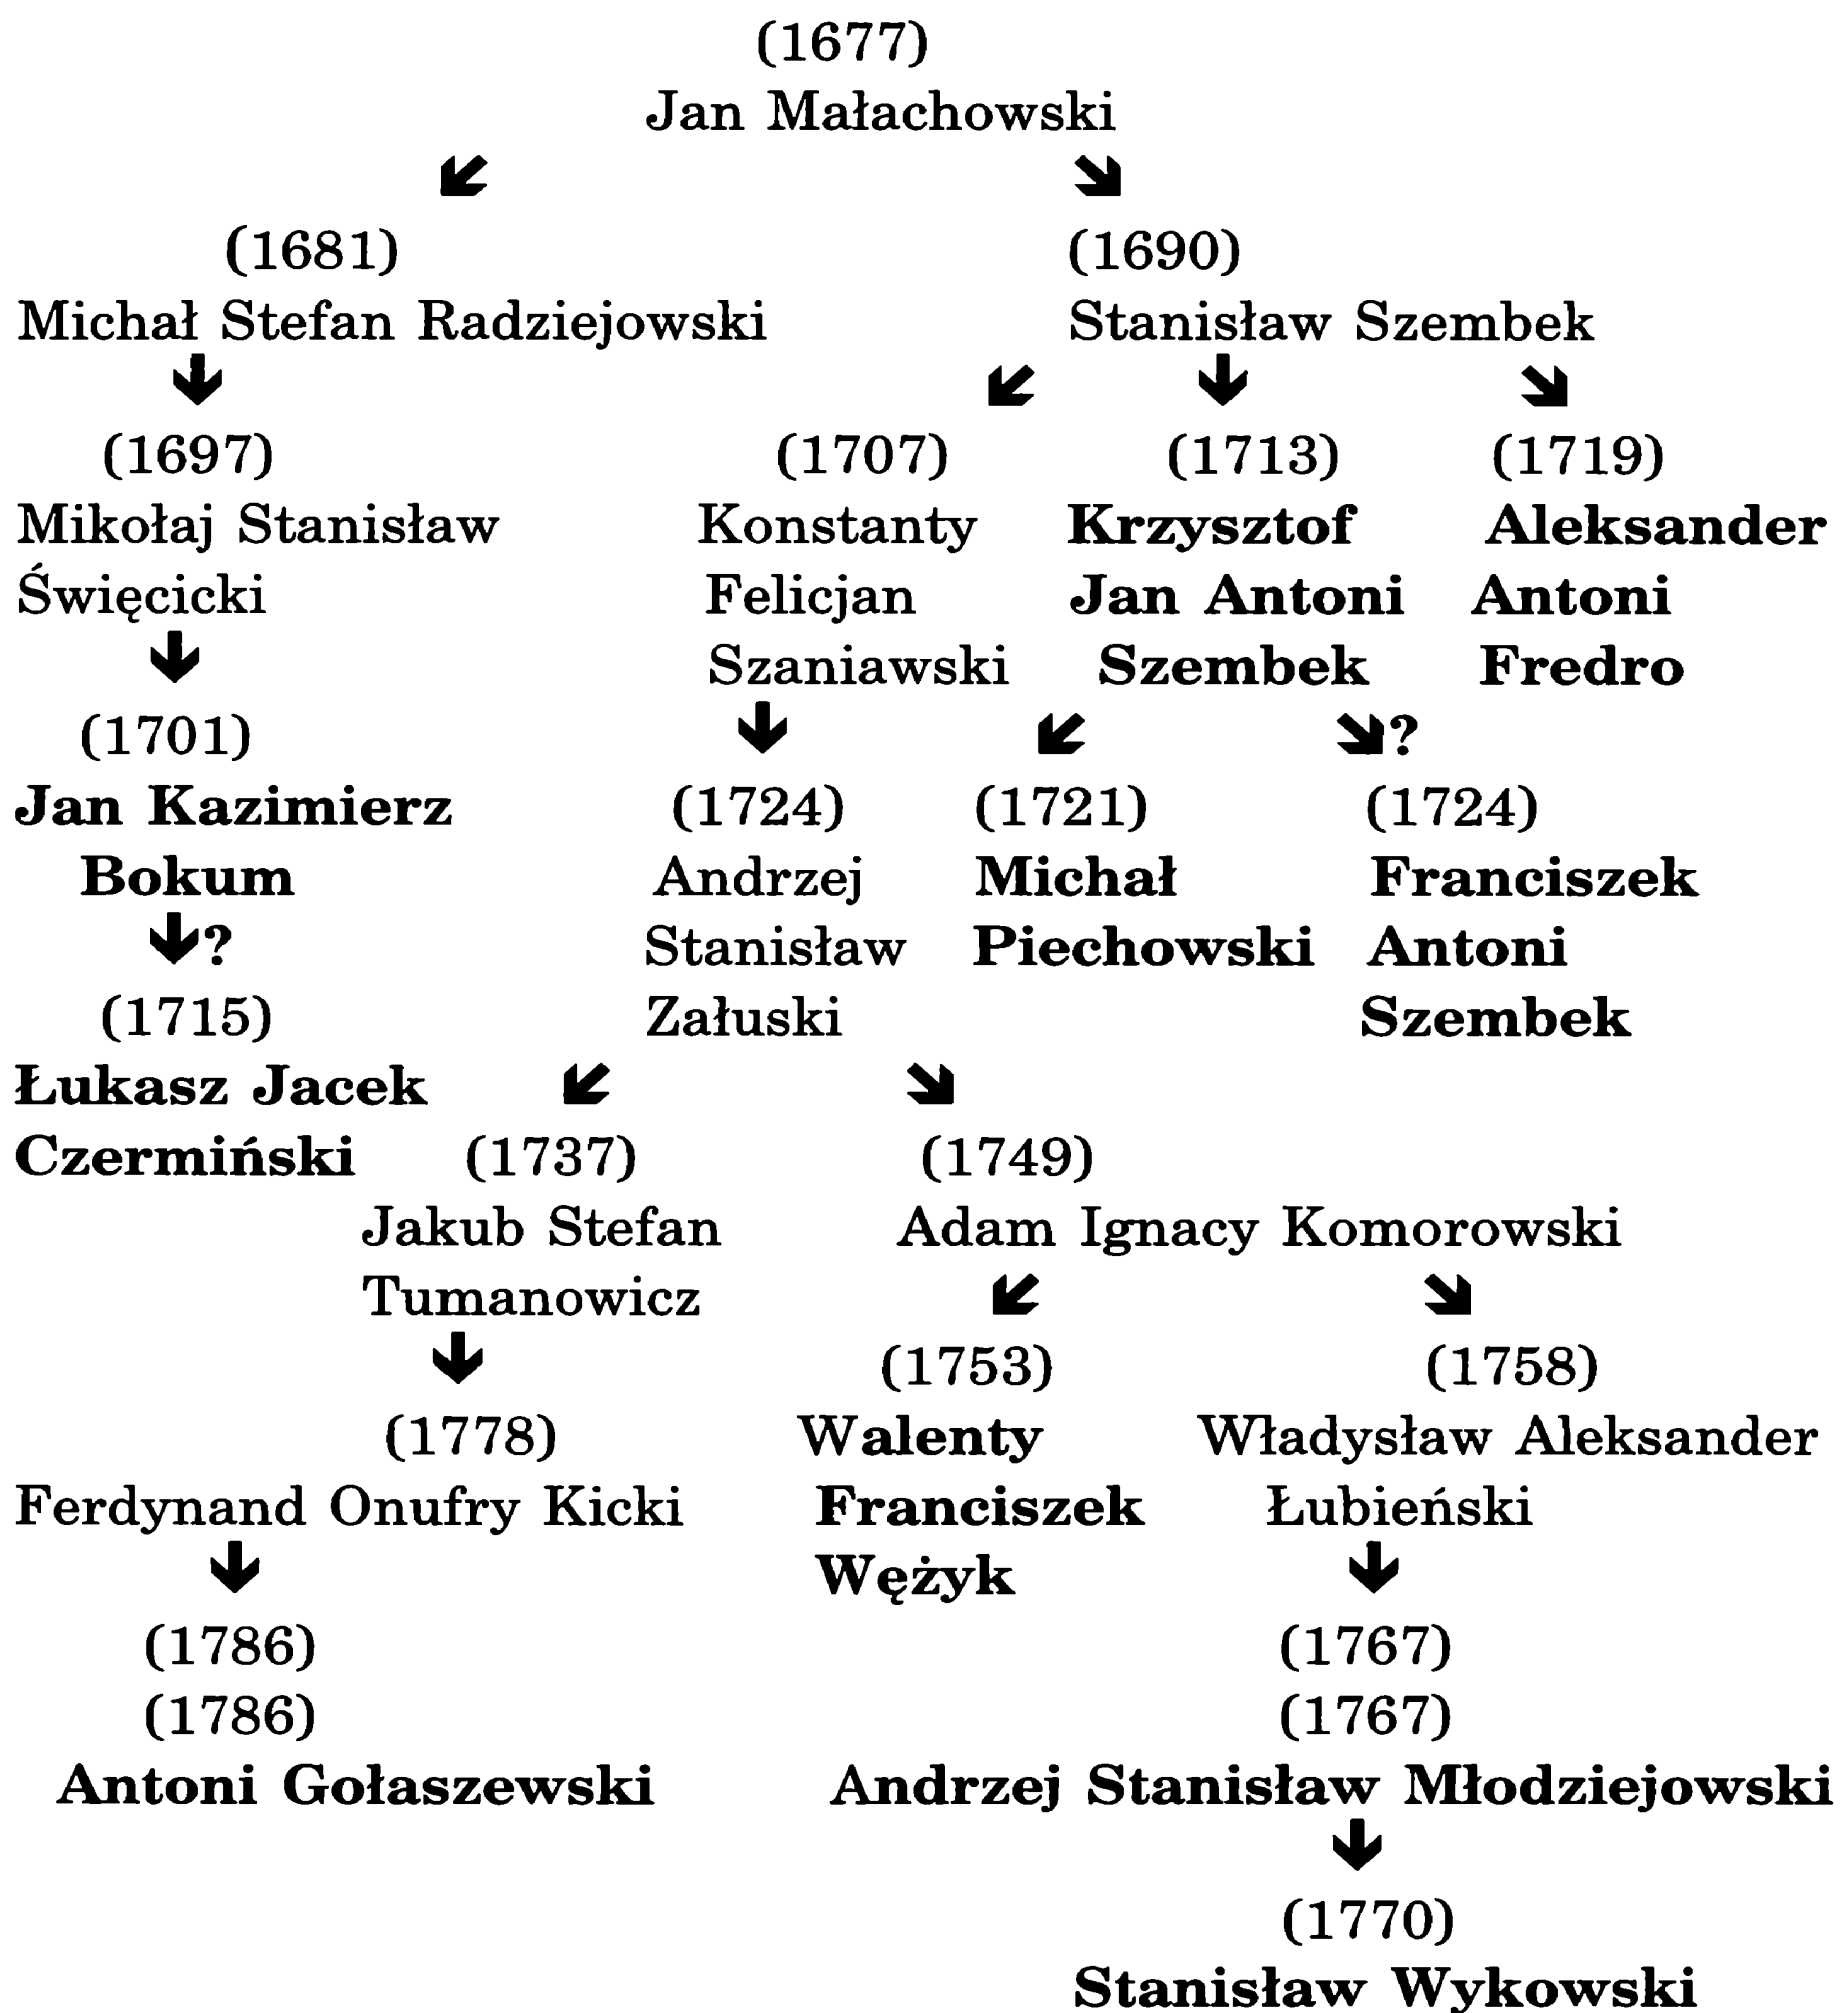 (1677)
Jan Małachowski
(1681) (1690)
Michał Stefan Radziejowski Stanisław Szembek
(1697) (1707) (1713) (1719)
Mikołaj Stanisław Konstanty Krzysztof Aleksander
Święcicki Felicjan Jan Antoni Antoni
Szaniawski Szembek Fredro
(1701) ?
Jan Kazimierz (1724) (1721) (1724)
Bokum Andrzej Michał Franciszek
? Stanisław Piechowski Antoni
(1715) Załuski Szembek
Łukasz Jacek
Czermiński (1737) (1749)
Jakub Stefan Adam Ignacy Komorowski
Tumanowicz
(1753) (1758)
(1778) Walenty Władysław Aleksander
Ferdynand Onufry Kicki Franciszek Łubieński
Wężyk
(1786) (1767)
(1786) (1767)
Antoni Gołaszewski Andrzej Stanisław Młodziejowski
(1770)
Stanisław Wykowski